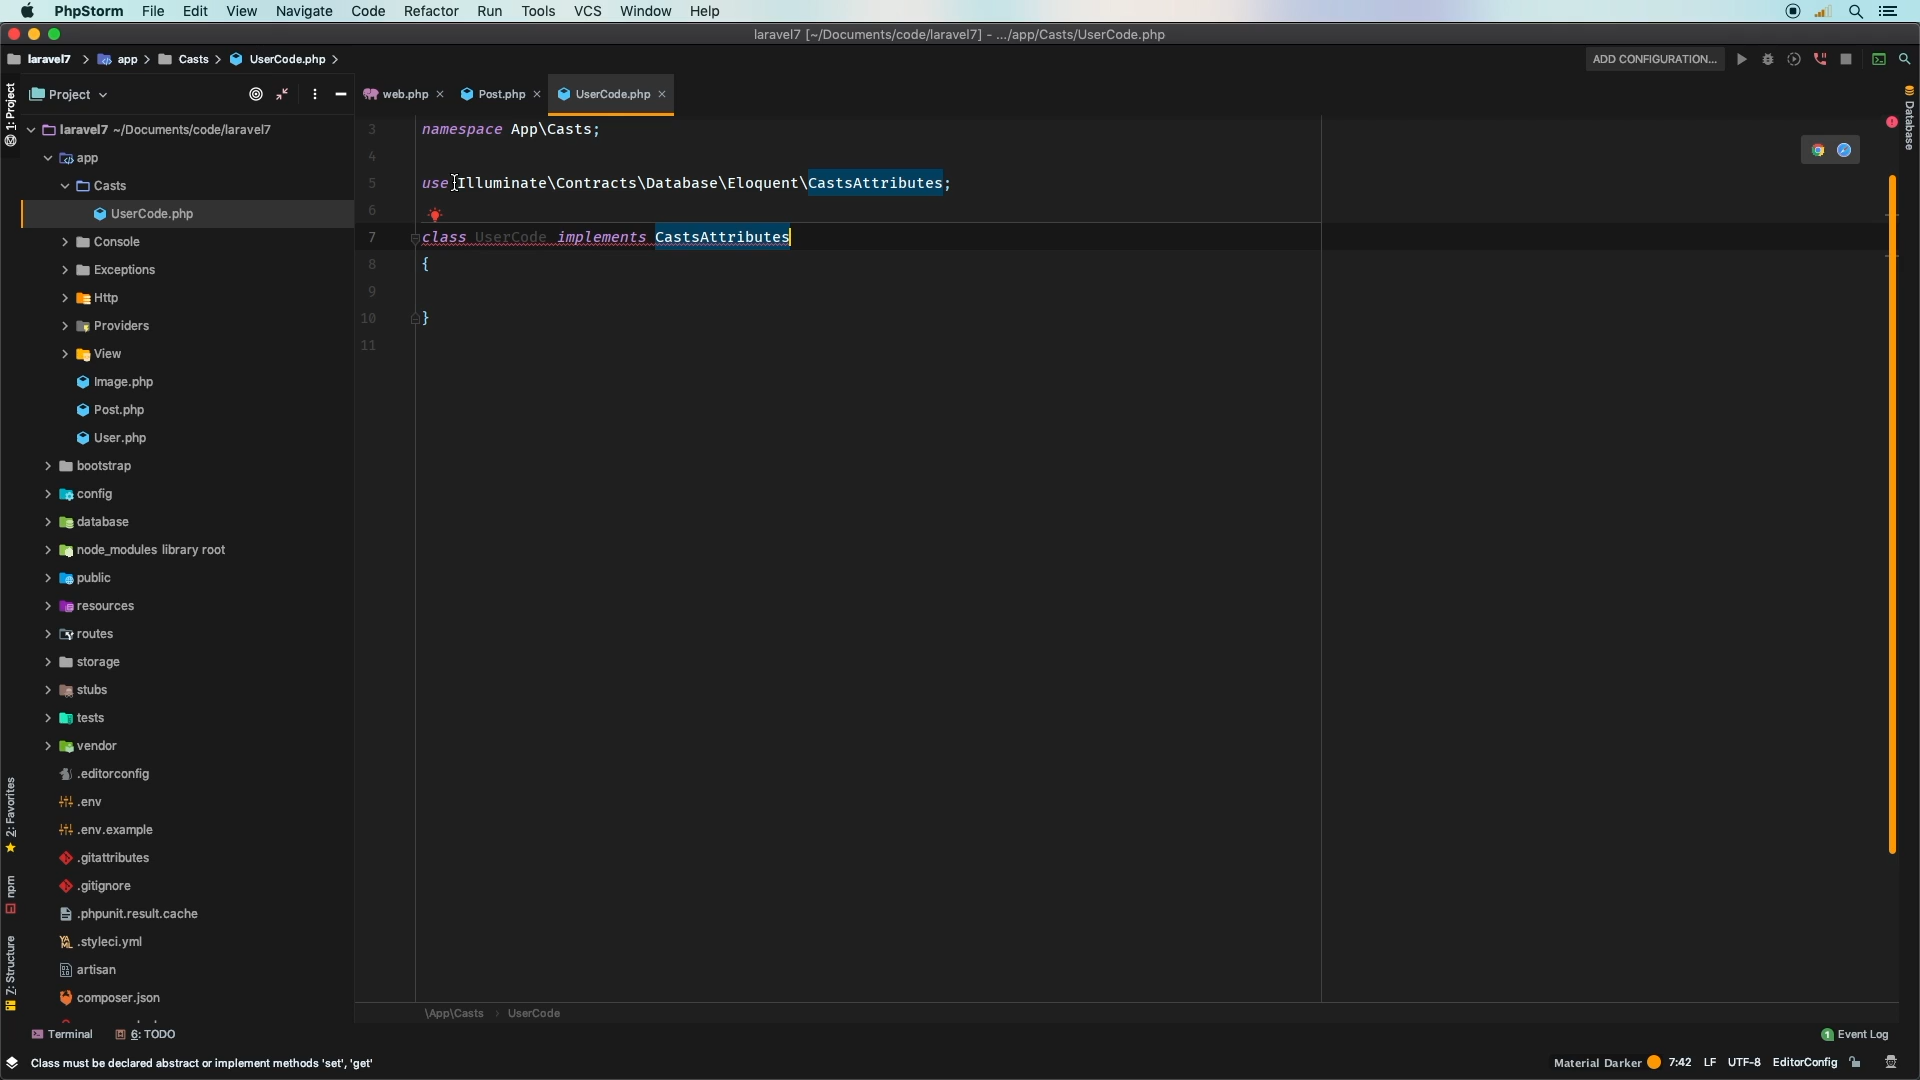 PhpStorm File Edit View Navigate Code Refactor Run Tools VCS Window Help
laravel7 [~/Documents/code/laravel7] - .../app/Casts/UserCode.php
laravel7 app Casts UserCode.php
ADD CONFIGURATION...
1: Project
Project
web.php
Post.php
UserCode.php
Database
laravel7 ~/Documents/code/laravel7
app
Casts
UserCode.php
Console
Exceptions
Http
Providers
View
Image.php
Post.php
User.php
bootstrap
config
database
node_modules library root
public
resources
routes
storage
stubs
tests
vendor
.editorconfig
.env
.env.example
.gitattributes
.gitignore
.phpunit.result.cache
.styleci.yml
artisan
composer.json
2: Favorites
npm
7: Structure
3 namespace App\Casts;
4
5 use Illuminate\Contracts\Database\Eloquent\CastsAttributes;
6
7 class UserCode implements CastsAttributes
8 {
9
10 }
11
\App\Casts › UserCode
Terminal
6: TODO
1 Event Log
Class must be declared abstract or implement methods 'set', 'get'
Material Darker 7:42 LF UTF-8 EditorConfig